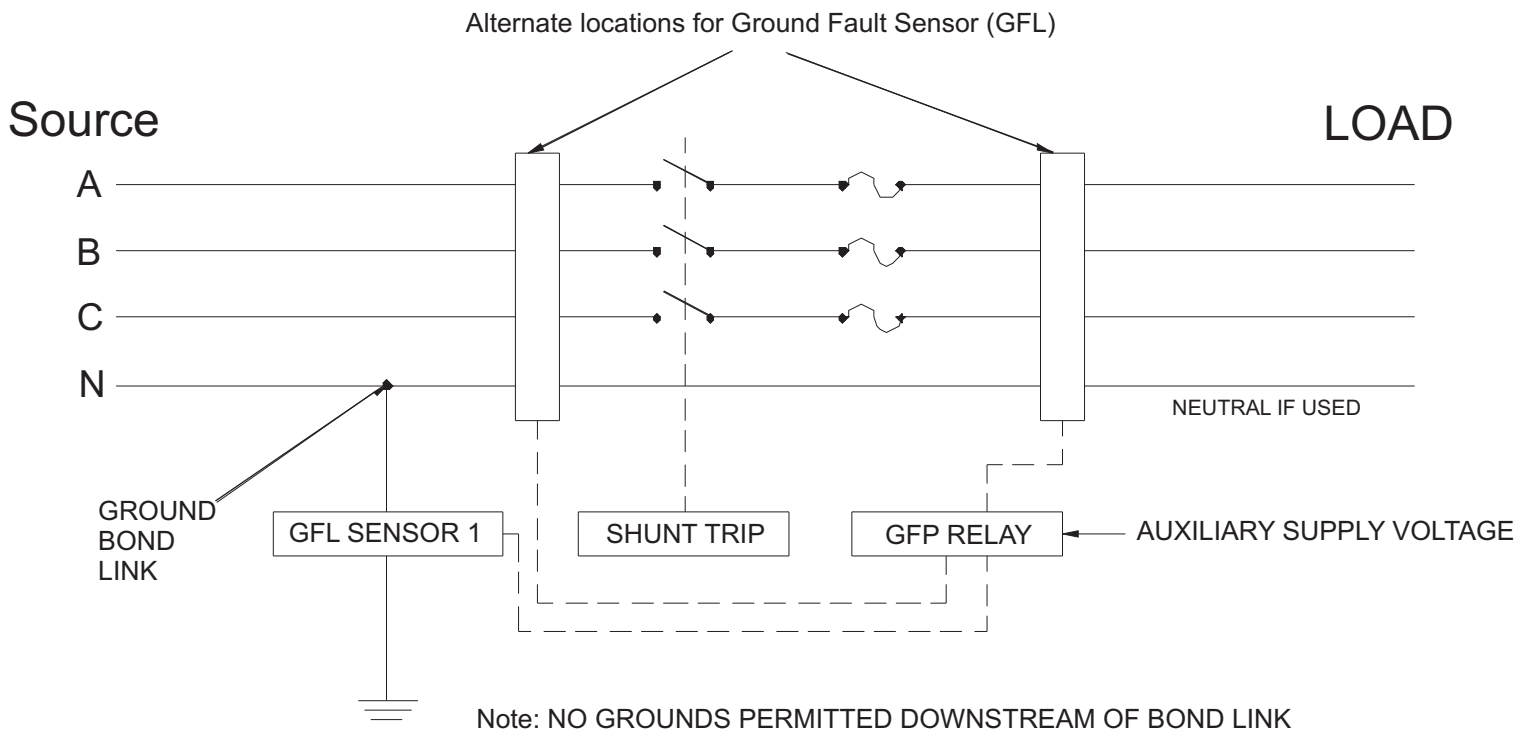 Alternate locations for Ground Fault Sensor (GFL)
Source
LOAD
A
B
C
N
NEUTRAL IF USED
GROUND
BOND
LINK
GFL SENSOR 1
SHUNT TRIP
GFP RELAY
AUXILIARY SUPPLY VOLTAGE
Note: NO GROUNDS PERMITTED DOWNSTREAM OF BOND LINK